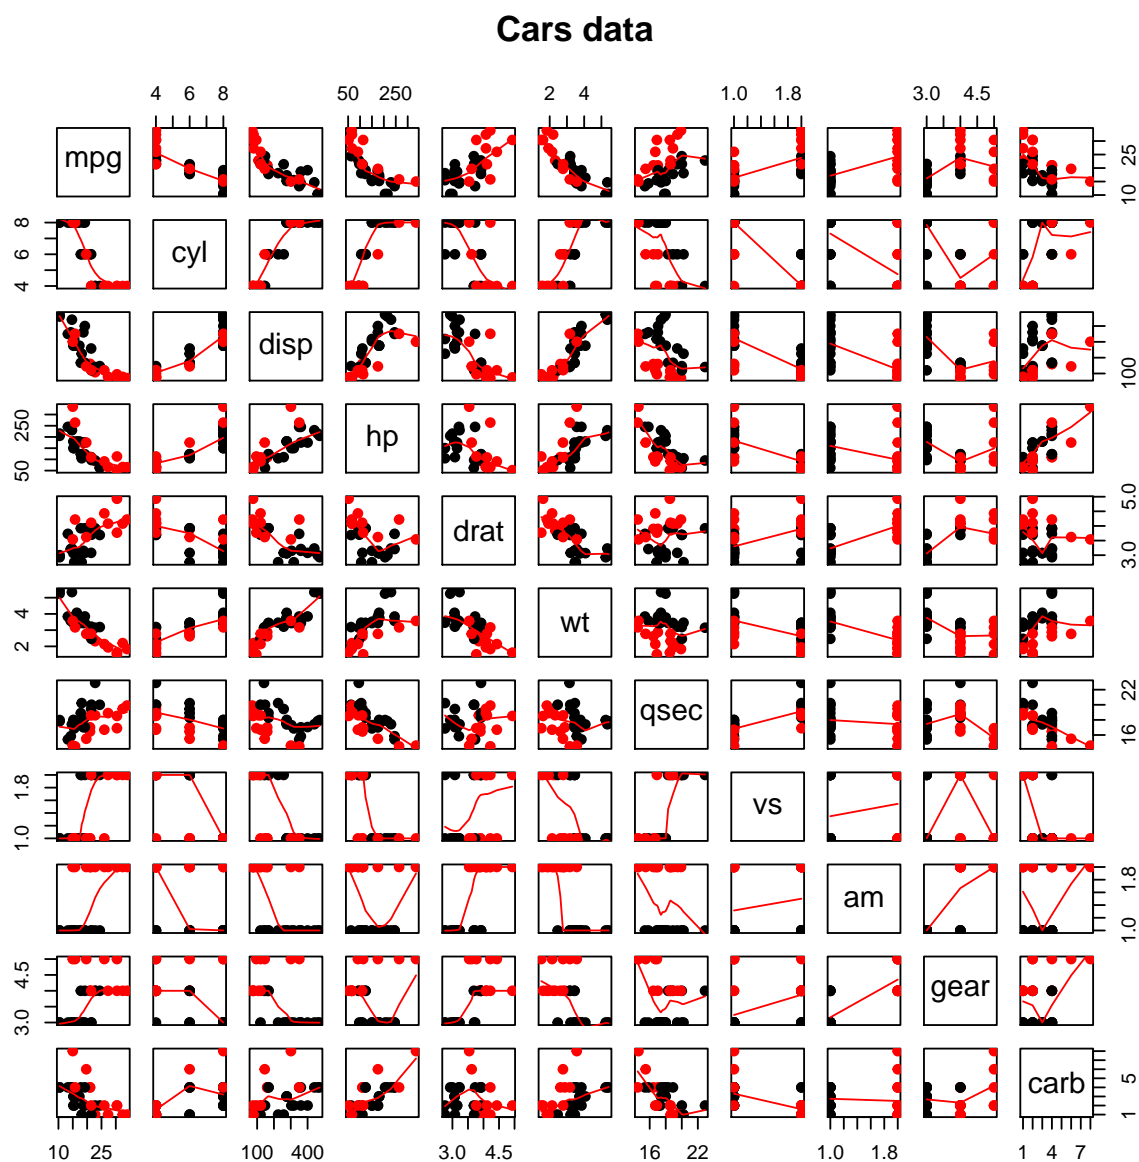 Cars data
4 6 8 50 250 2 4 1.0 1.8 3.0 4.5
mpg 10 25
4 6 8 cyl
disp 100
50 250 hp
drat 3.0 5.0
2 4 wt
qsec 16 22
1.0 1.8 vs
am 1.0 1.8
3.0 4.5 gear
carb 1 5
10 25 100 400 3.0 4.5 16 22 1.0 1.8 1 4 7